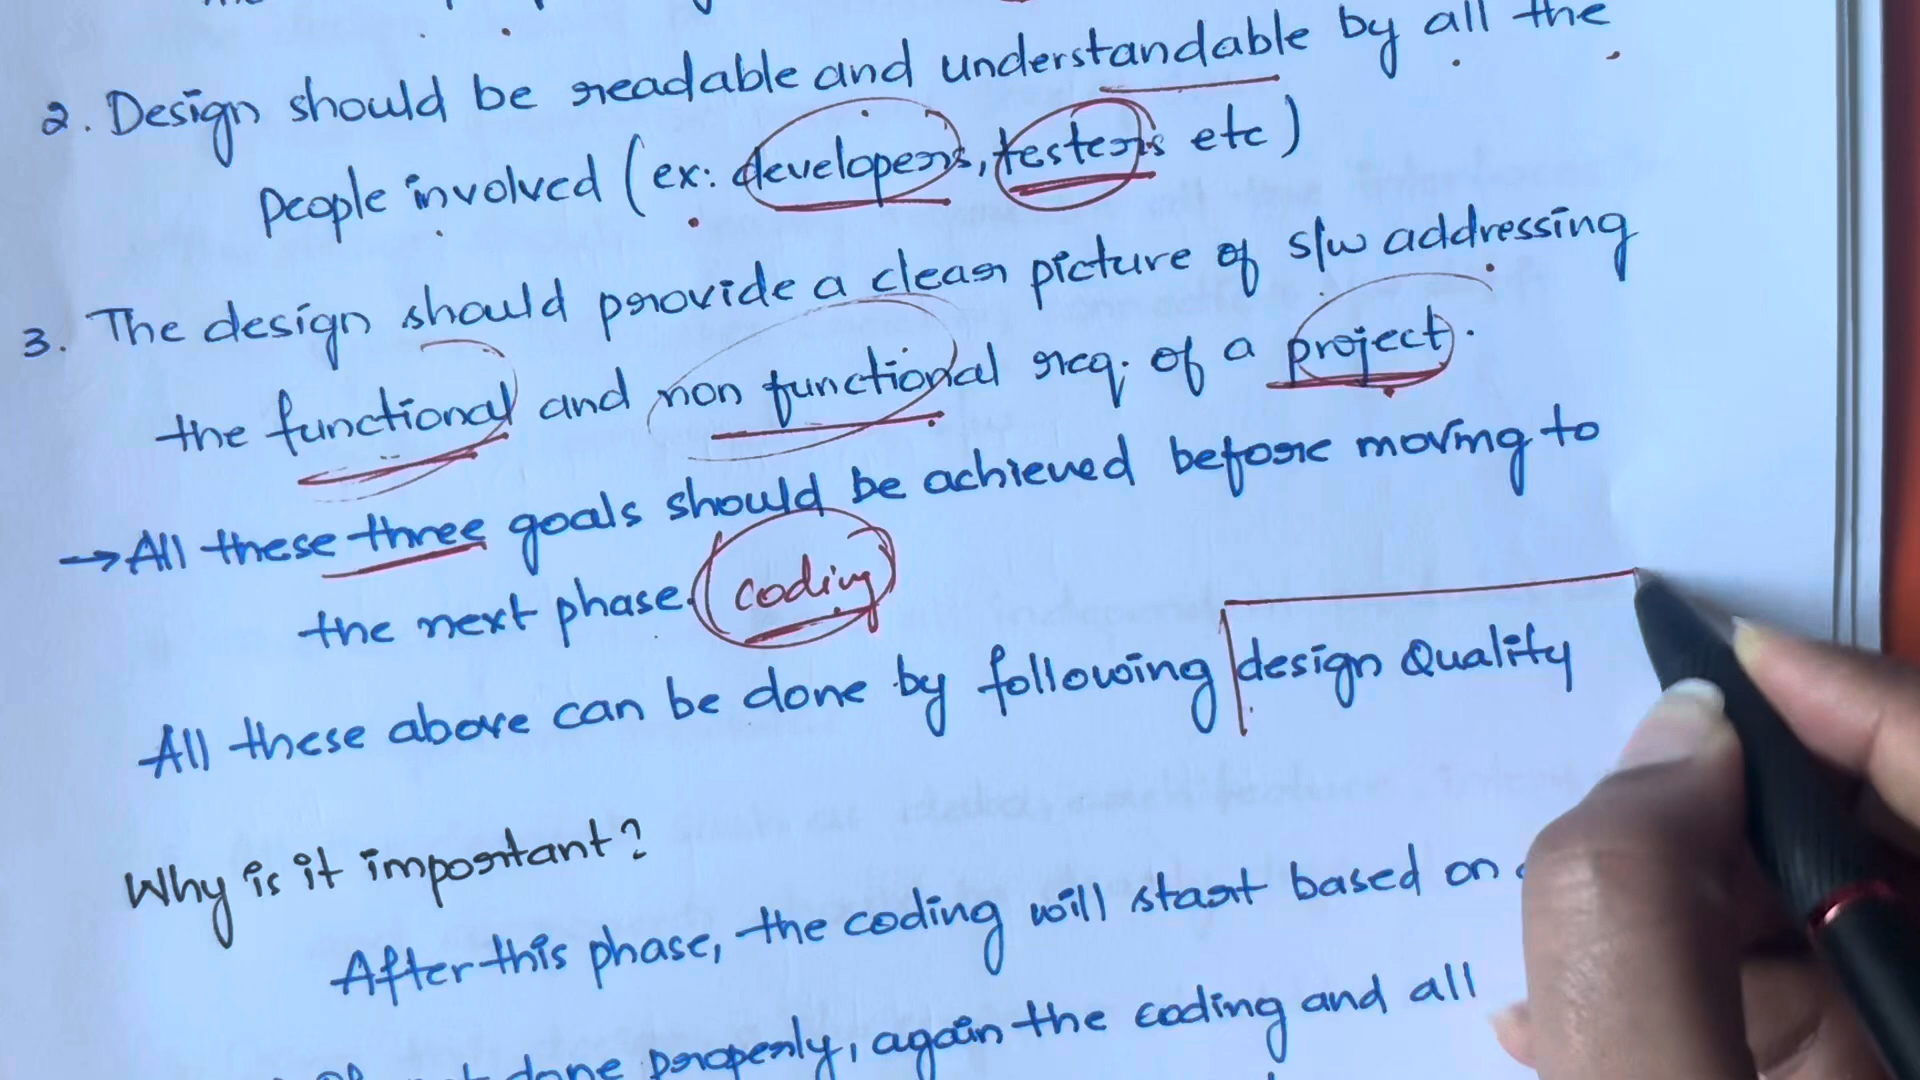 2. Design should be readable and understandable by all the
People involved (ex: developers, testers etc)
3. The design should provide a clear picture of s/w addressing
the functional and non functional req. of a project.
→ All these three goals should be achieved before moving to
the next phase. (coding)
All these above can be done by following design Quality
Why is it important?
After this phase, the coding will start based on
done properly, again the coding and all